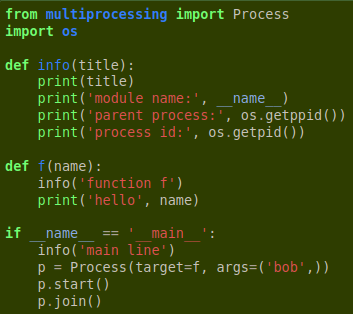 from multiprocessing import Process
import os

def info(title):
    print(title)
    print('module name:', __name__)
    print('parent process:', os.getppid())
    print('process id:', os.getpid())

def f(name):
    info('function f')
    print('hello', name)

if __name__ == '__main__':
    info('main line')
    p = Process(target=f, args=('bob',))
    p.start()
    p.join()